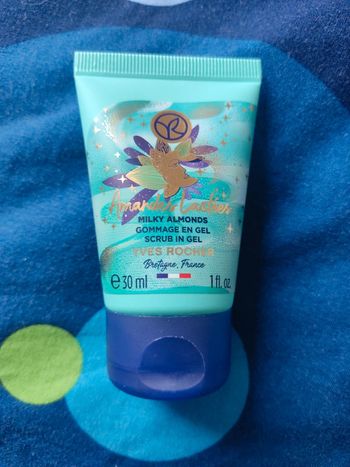 YR
Amandes Lactées
MILKY ALMONDS
GOMMAGE EN GEL
SCRUB IN GEL
YVES ROCHER
Bretagne, France
℮ 30 ml 1 fl. oz.